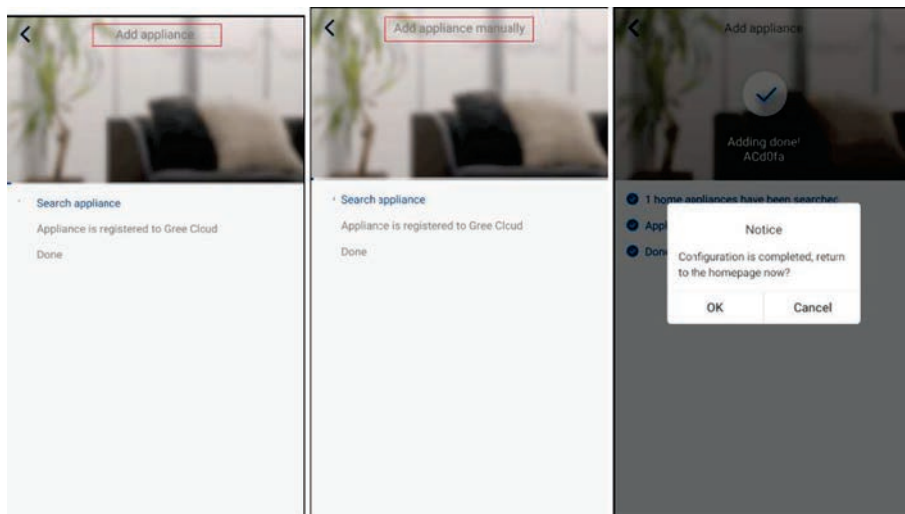 Add appliance
Search appliance
Appliance is registered to Gree Cloud
Done
Add appliance manually
Search appliance
Appliance is registered to Gree Cloud
Done
Add appliance
Adding done!
ACd0fa
1 home appliances have been searched
Appl
Done
Notice
Configuration is completed, return
to the homepage now?
OK
Cancel